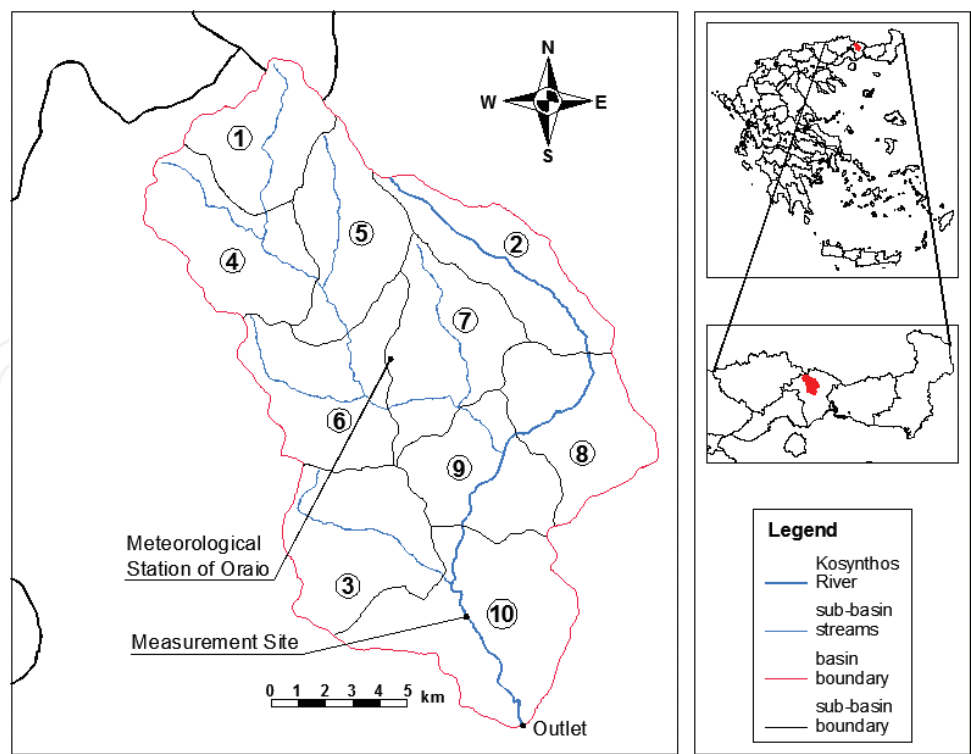 N
W
E
S
1
2
5
4
7
6
8
9
3
10
Meteorological
Station of Oraio
Measurement Site
0 1 2 3 4 5
km
Outlet
Legend
Kosynthos
River
sub-basin
streams
basin
boundary
sub-basin
boundary